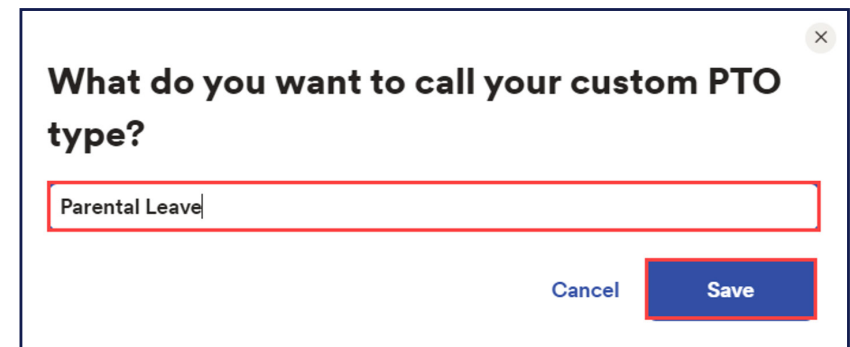 What do you want to call your custom PTO
type?
Parental Leave
Cancel
Save